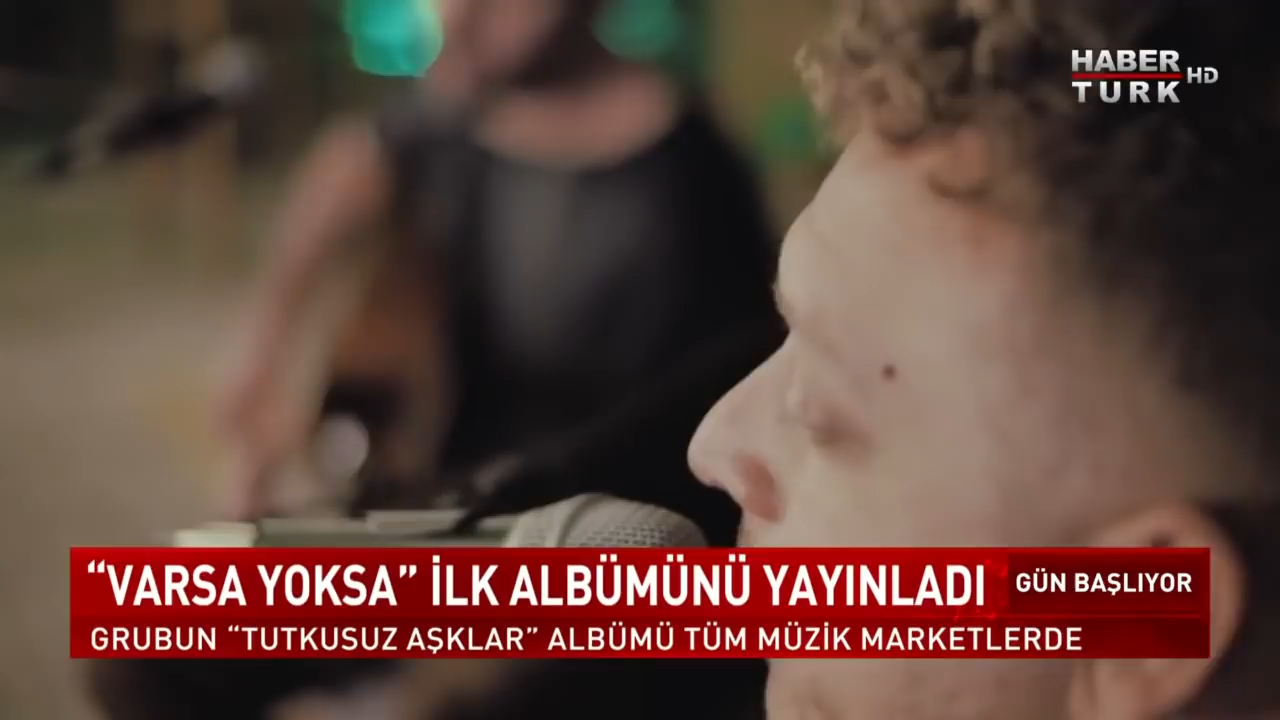 HABER
TURK HD
“VARSA YOKSA” İLK ALBÜMÜNÜ YAYINLADI
GÜN BAŞLIYOR
GRUBUN “TUTKUSUZ AŞKLAR” ALBÜMÜ TÜM MÜZİK MARKETLERDE